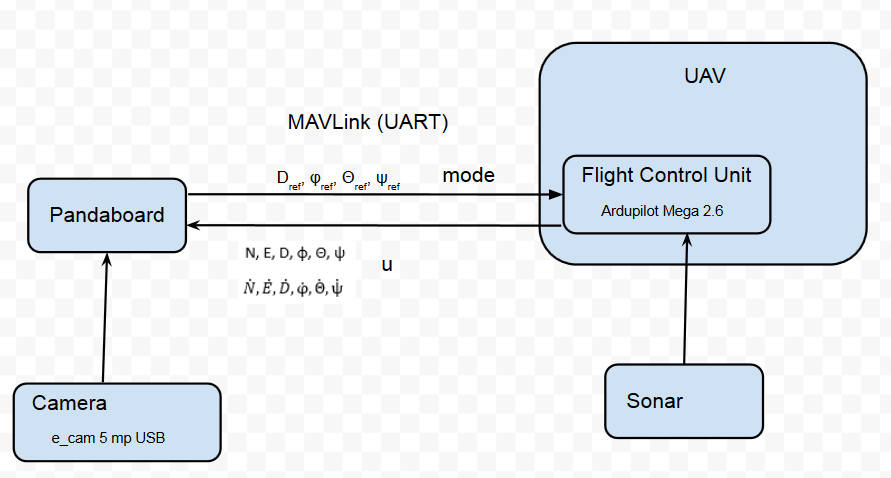 UAV
MAVLink (UART)
Flight Control Unit
Ardupilot Mega 2.6
D_ref, φ_ref, Θ_ref, ψ_ref mode
Pandaboard
N, E, D, ϕ, Θ, ψ
u
Ṅ, Ė, Ḋ, φ̇, Θ̇, ψ̇
Camera
e_cam 5 mp USB
Sonar